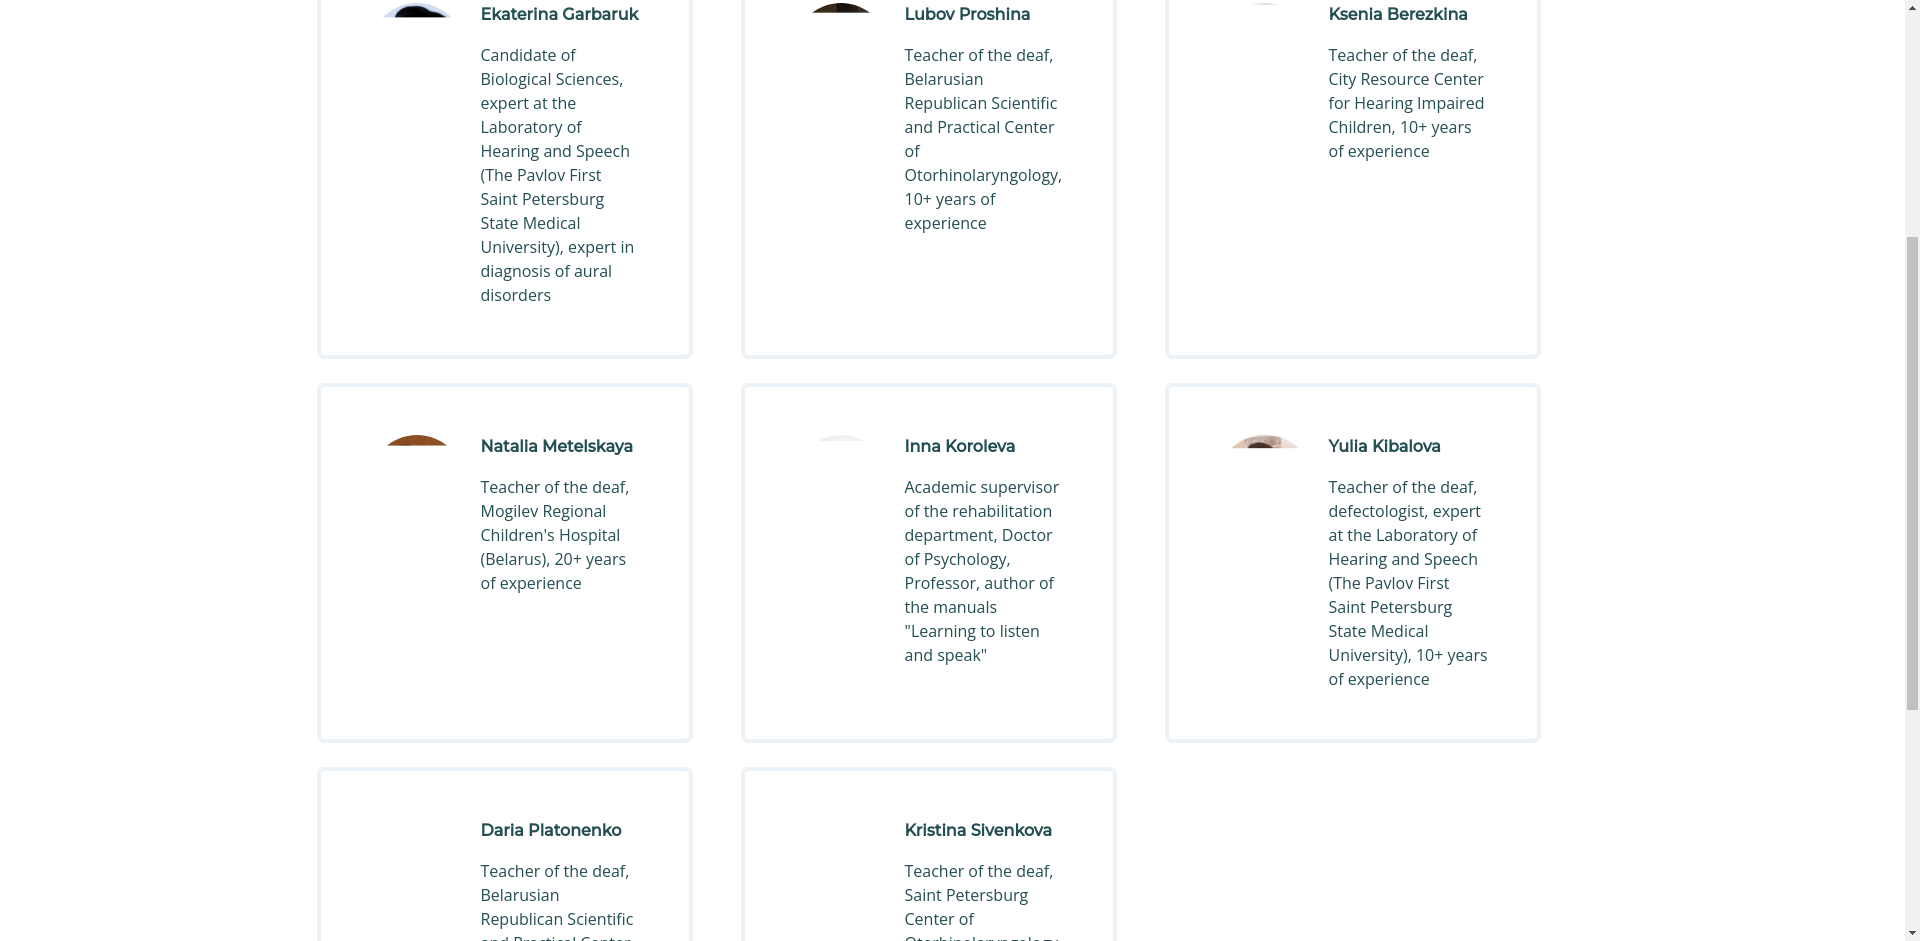 Ekaterina Garbaruk
Candidate of
Biological Sciences,
expert at the
Laboratory of
Hearing and Speech
(The Pavlov First
Saint Petersburg
State Medical
University), expert in
diagnosis of aural
disorders
Lubov Proshina
Teacher of the deaf,
Belarusian
Republican Scientific
and Practical Center
of
Otorhinolaryngology,
10+ years of
experience
Ksenia Berezkina
Teacher of the deaf,
City Resource Center
for Hearing Impaired
Children, 10+ years
of experience
Natalia Metelskaya
Teacher of the deaf,
Mogilev Regional
Children's Hospital
(Belarus), 20+ years
of experience
Inna Koroleva
Academic supervisor
of the rehabilitation
department, Doctor
of Psychology,
Professor, author of
the manuals
"Learning to listen
and speak"
Yulia Kibalova
Teacher of the deaf,
defectologist, expert
at the Laboratory of
Hearing and Speech
(The Pavlov First
Saint Petersburg
State Medical
University), 10+ years
of experience
Daria Platonenko
Teacher of the deaf,
Belarusian
Republican Scientific
and Practical Center
Kristina Sivenkova
Teacher of the deaf,
Saint Petersburg
Center of
Otorhinolaryngology